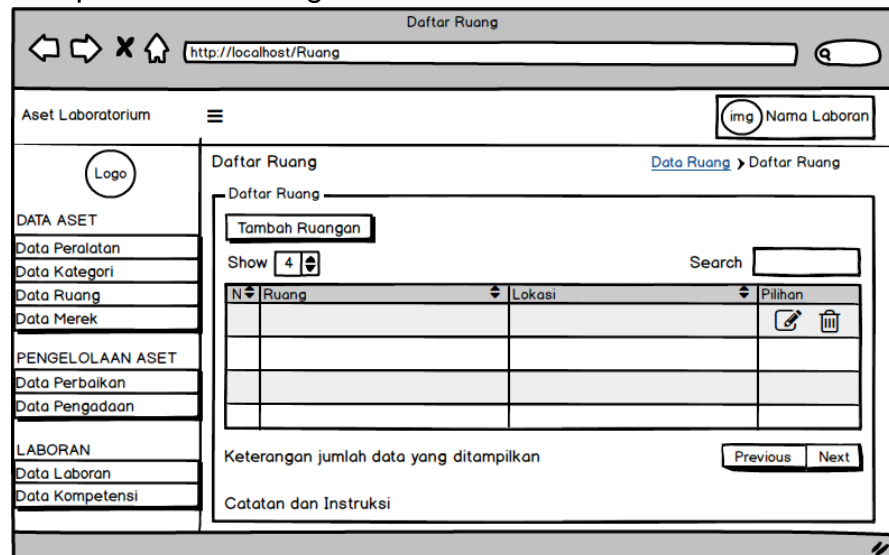 Daftar Ruang
http://localhost/Ruang
Aset Laboratorium
img Nama Laboran
Logo
DATA ASET
Data Peralatan
Data Kategori
Data Ruang
Data Merek
PENGELOLAAN ASET
Data Perbaikan
Data Pengadaan
LABORAN
Data Laboran
Data Kompetensi
Daftar Ruang
Data Ruang Daftar Ruang
Daftar Ruang
Tambah Ruangan
Show 4 Search
N Ruang Lokasi Pilihan
Keterangan jumlah data yang ditampilkan
Previous Next
Catatan dan Instruksi